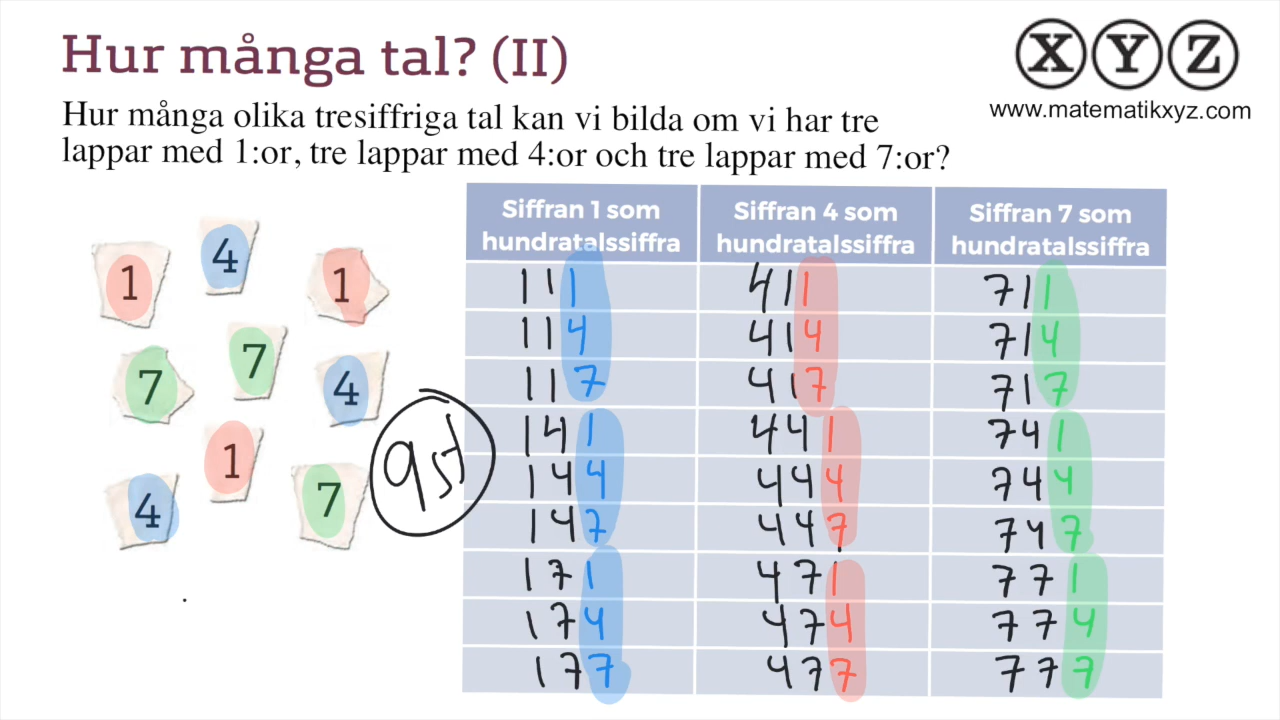 Hur många tal? (II)
X Y Z
www.matematikxyz.com
Hur många olika tresiffriga tal kan vi bilda om vi har tre
lappar med 1:or, tre lappar med 4:or och tre lappar med 7:or?
1 4 1
7 7 4
4 1 7
9 st
Siffran 1 som hundratalssiffra | Siffran 4 som hundratalssiffra | Siffran 7 som hundratalssiffra
111 411 711
114 414 714
117 417 717
141 441 741
144 444 744
147 447 747
171 471 771
174 474 774
177 477 777